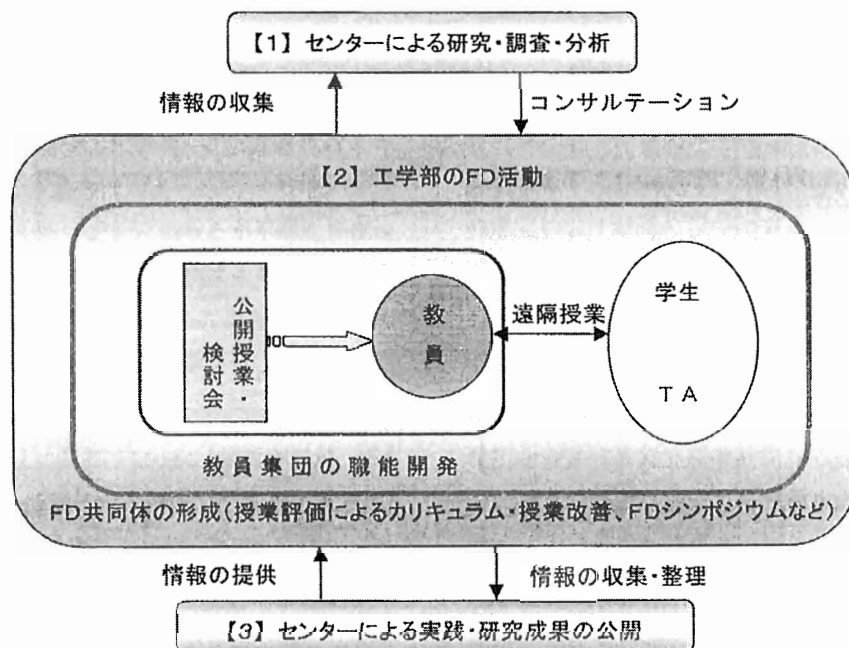 【1】 センターによる研究・調査・分析
情報の収集
コンサルテーション
【2】 工学部のFD活動
公開授業・
検討会
教員
遠隔授業
学生
TA
教員集団の職能開発
FD共同体の形成(授業評価によるカリキュラム・授業改善、FDシンポジウムなど)
情報の提供
情報の収集・整理
【3】 センターによる実践・研究成果の公開